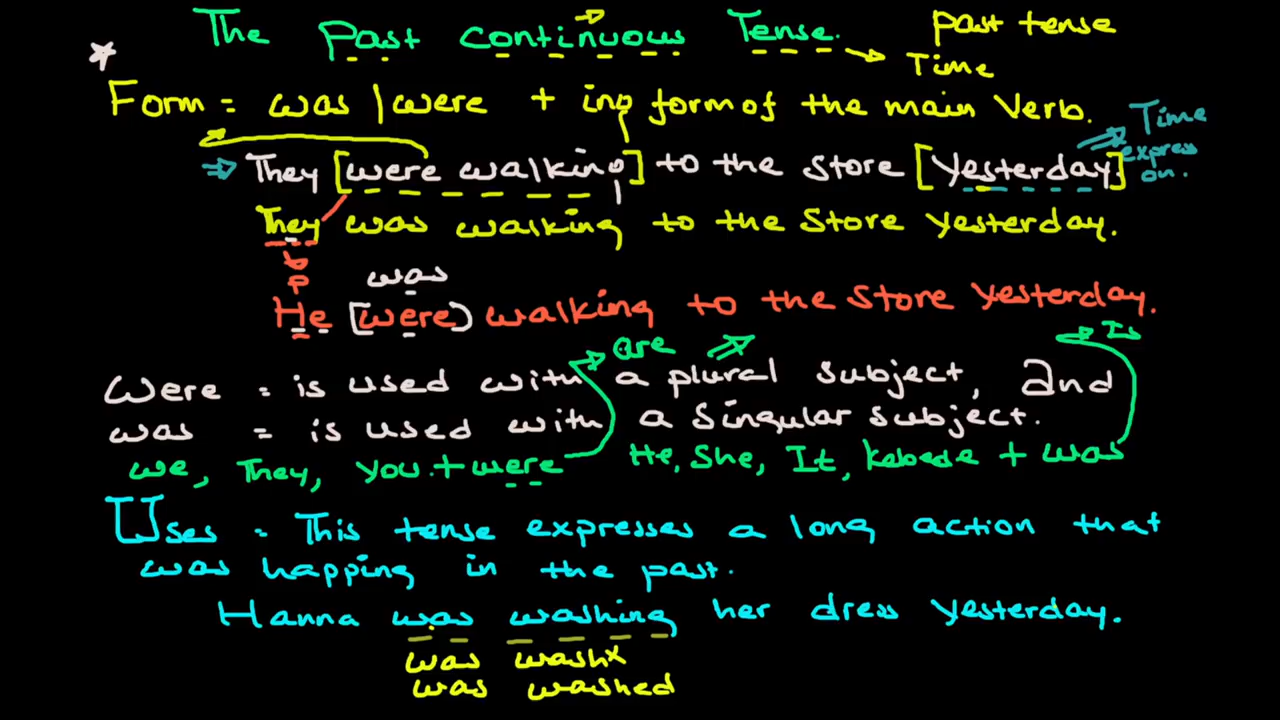 The Past continuous Tense. past tense
Time
Form = was | were + ing form of the main Verb.
Time
They [were walking] to the store [yesterday] express
on.
They was walking to the Store yesterday.
was
He [were) walking to the Store yesterday.
are Is
Were = is used with a plural subject, and
was = is used with a singular subject.
we, They, you + were He, She, It, kebede + was
Uses = This tense expresses a long action that
was happing in the past.
Hanna was washing her dress yesterday.
was wash x
was washed